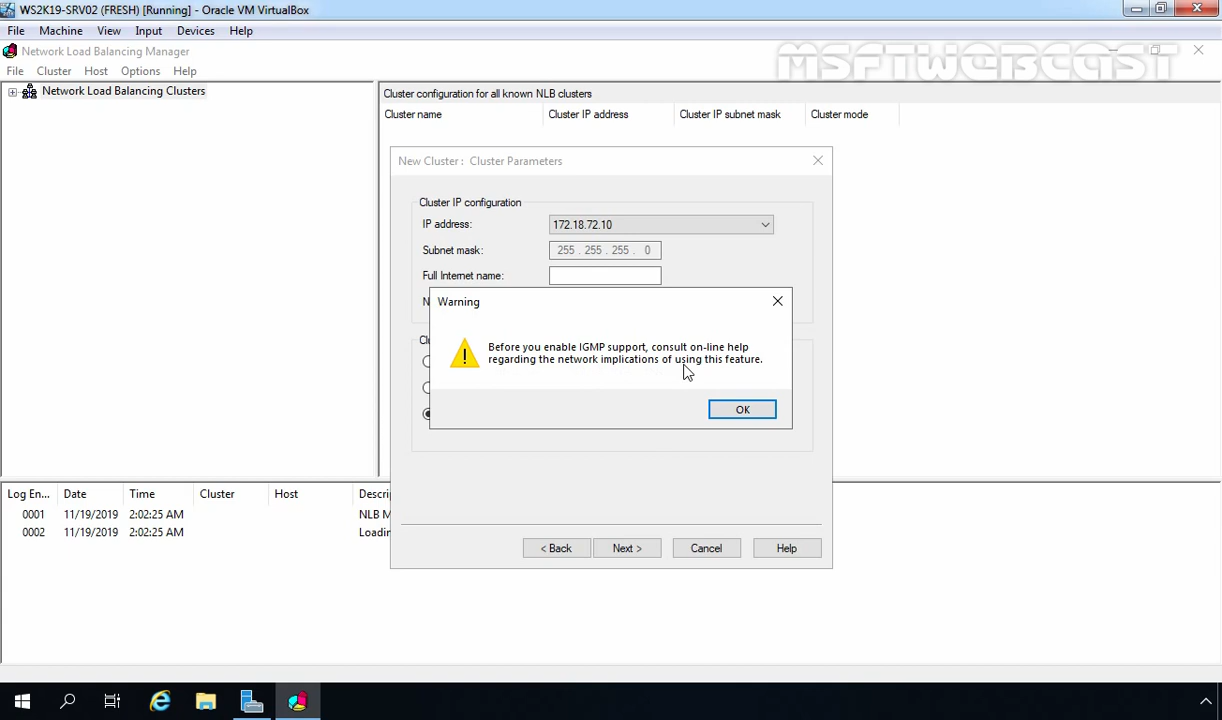 WS2K19-SRV02 (FRESH) [Running] - Oracle VM VirtualBox
File Machine View Input Devices Help
Network Load Balancing Manager
MSFTWEBCAST
File Cluster Host Options Help
Network Load Balancing Clusters
Cluster configuration for all known NLB clusters
Cluster name Cluster IP address Cluster IP subnet mask Cluster mode
New Cluster : Cluster Parameters
Cluster IP configuration
IP address: 172.18.72.10
Subnet mask: 255 . 255 . 255 . 0
Full Internet name:
Warning
Before you enable IGMP support, consult on-line help
regarding the network implications of using this feature.
OK
Log En... Date Time Cluster Host Descri
0001 11/19/2019 2:02:25 AM NLB M
0002 11/19/2019 2:02:25 AM Loadin
< Back Next > Cancel Help